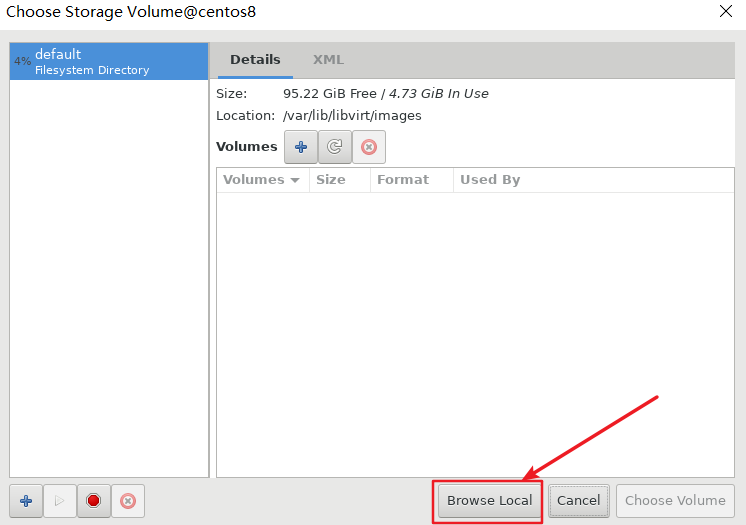 Choose Storage Volume@centos8
4% default
Filesystem Directory
Details XML
Size: 95.22 GiB Free / 4.73 GiB In Use
Location: /var/lib/libvirt/images
Volumes
Volumes Size Format Used By
Browse Local Cancel Choose Volume